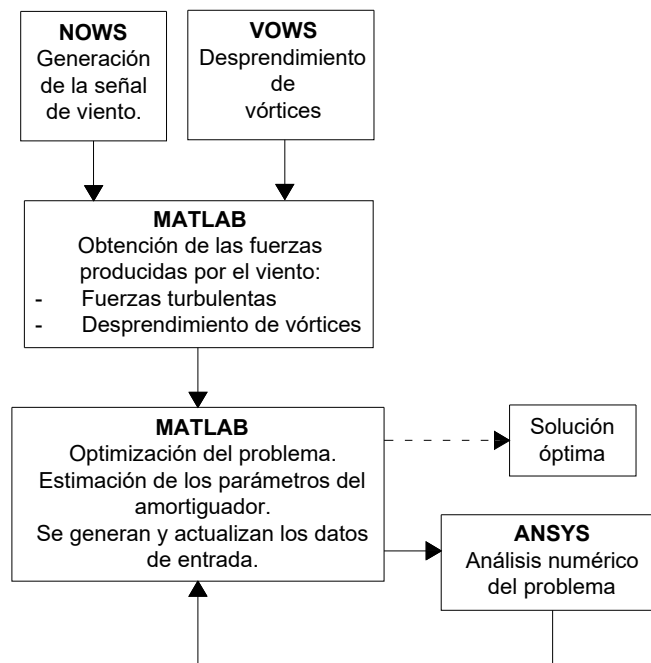 NOWS
Generación
de la señal
de viento.
VOWS
Desprendimiento
de
vórtices
MATLAB
Obtención de las fuerzas
producidas por el viento:
- Fuerzas turbulentas
- Desprendimiento de vórtices
MATLAB
Optimización del problema.
Estimación de los parámetros del
amortiguador.
Se generan y actualizan los datos
de entrada.
Solución
óptima
ANSYS
Análisis numérico
del problema